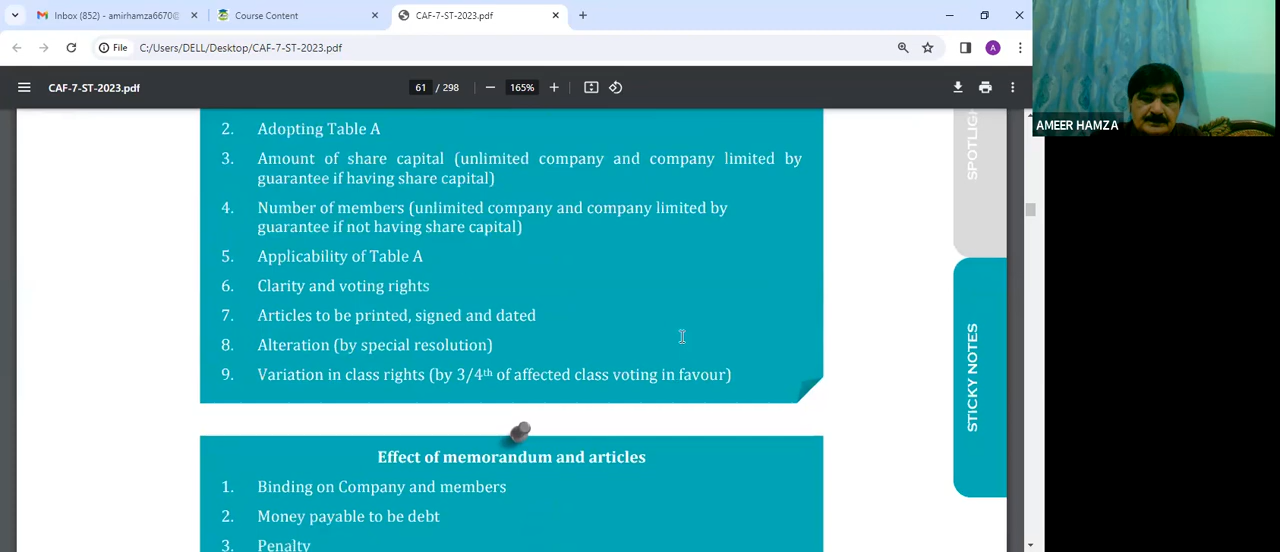 Inbox (852) - amirhamza6670@
Course Content
CAF-7-ST-2023.pdf
File
C:/Users/DELL/Desktop/CAF-7-ST-2023.pdf
A
CAF-7-ST-2023.pdf
61 / 298
165%
AMEER HAMZA
2. Adopting Table A
3. Amount of share capital (unlimited company and company limited by
guarantee if having share capital)
4. Number of members (unlimited company and company limited by
guarantee if not having share capital)
5. Applicability of Table A
6. Clarity and voting rights
7. Articles to be printed, signed and dated
8. Alteration (by special resolution)
9. Variation in class rights (by 3/4th of affected class voting in favour)
SPOTLIG
STICKY NOTES
Effect of memorandum and articles
1. Binding on Company and members
2. Money payable to be debt
3. Penalty